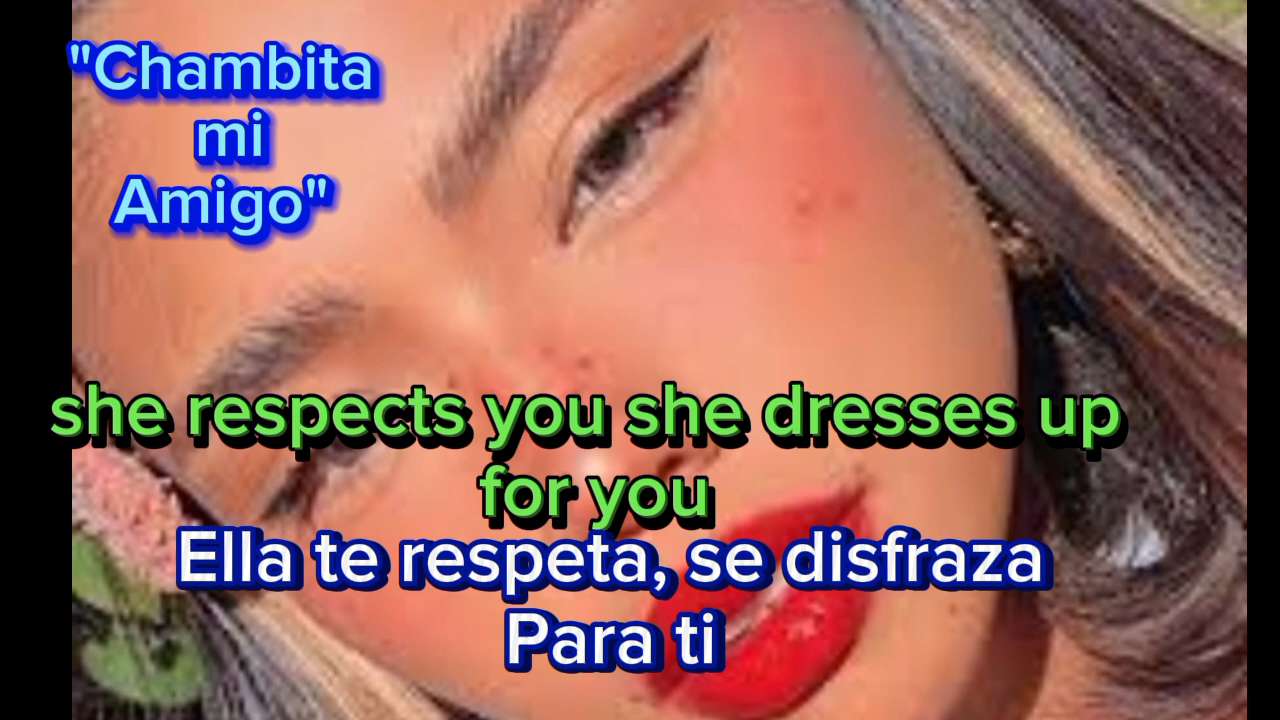 "Chambita
mi
Amigo"
she respects you she dresses up
for you
Ella te respeta, se disfraza
Para ti